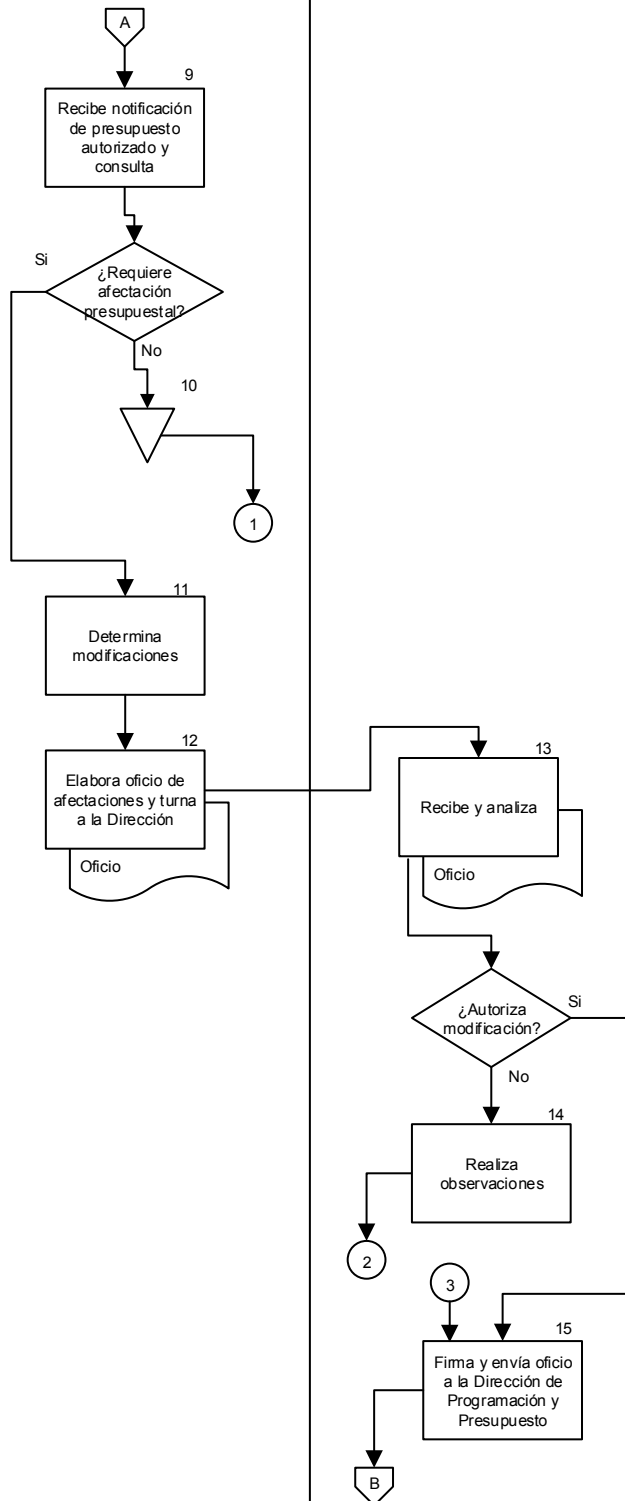 A
9
Recibe notificación
de presupuesto
autorizado y
consulta
Si
¿Requiere
afectación
presupuestal?
No
10
1
11
Determina
modificaciones
12
Elabora oficio de
afectaciones y turna
a la Dirección
Oficio
13
Recibe y analiza
Oficio
¿Autoriza
modificación?
Si
No
14
Realiza
observaciones
2
3
15
Firma y envía oficio
a la Dirección de
Programación y
Presupuesto
B